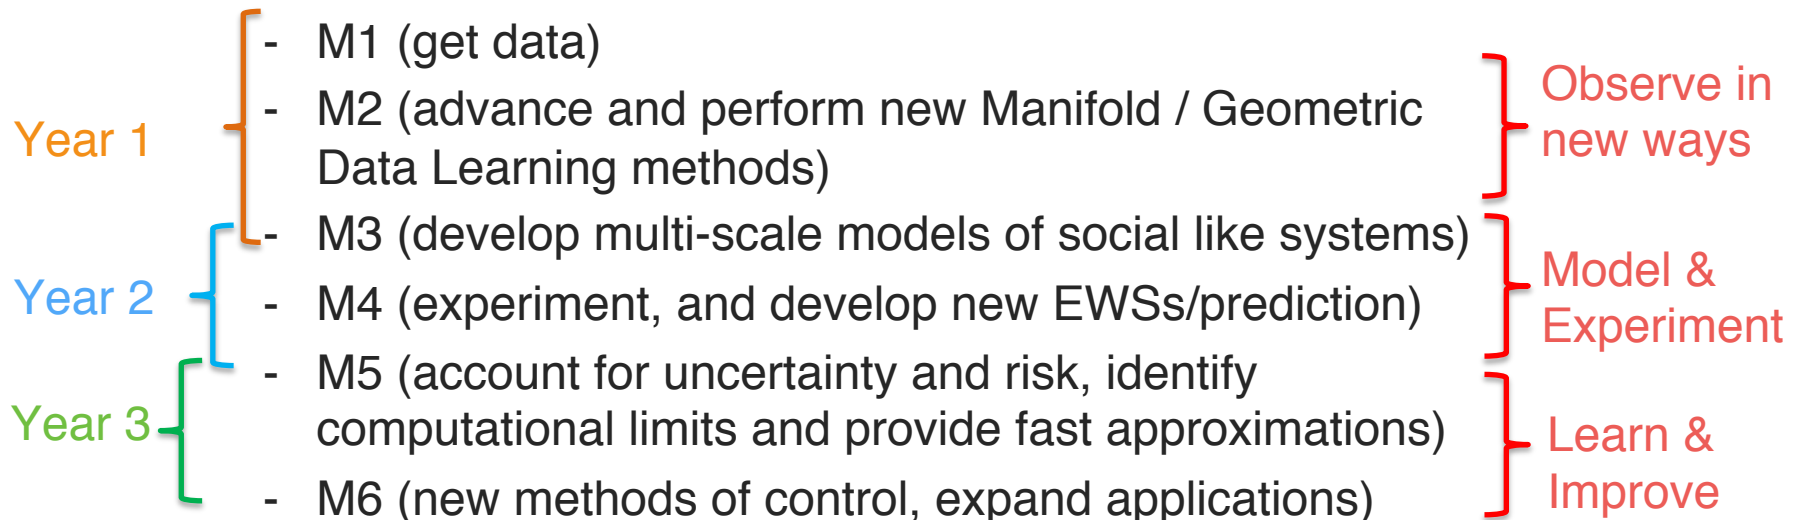 - M1 (get data)
- M2 (advance and perform new Manifold / Geometric
Data Learning methods)
- M3 (develop multi-scale models of social like systems)
- M4 (experiment, and develop new EWSs/prediction)
- M5 (account for uncertainty and risk, identify
computational limits and provide fast approximations)
- M6 (new methods of control, expand applications)
Year 1
Year 2
Year 3
Observe in
new ways
Model &
Experiment
Learn &
Improve